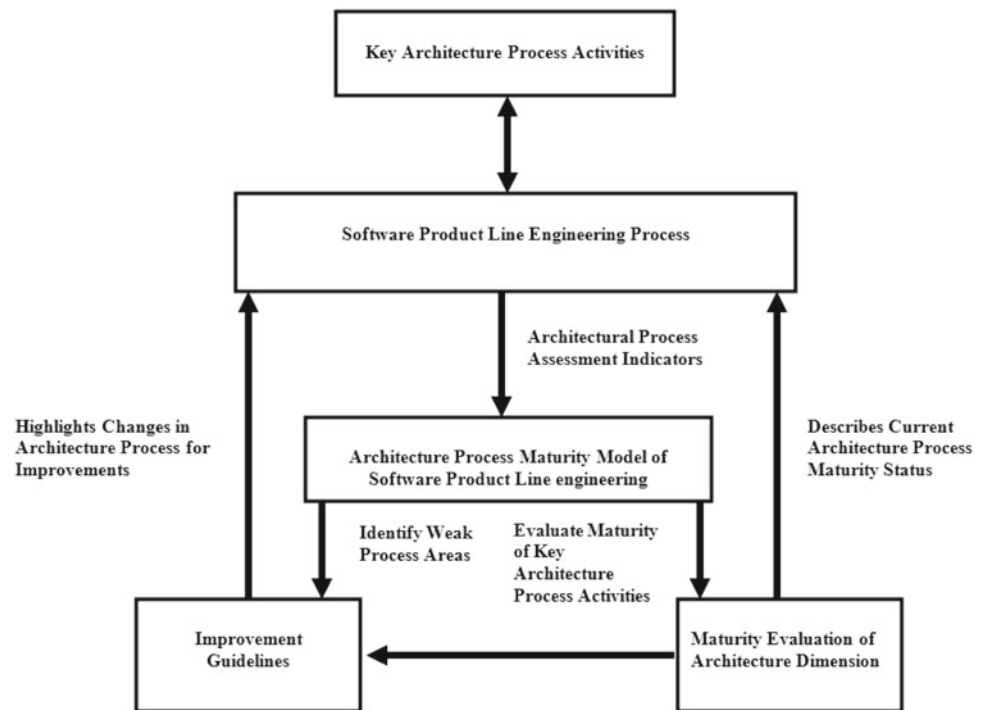 Key Architecture Process Activities
Software Product Line Engineering Process
Architectural Process
Assessment Indicators
Highlights Changes in
Architecture Process for
Improvements
Describes Current
Architecture Process
Maturity Status
Architecture Process Maturity Model of
Software Product Line engineering
Identify Weak
Process Areas
Evaluate Maturity
of Key
Architecture
Process Activities
Improvement
Guidelines
Maturity Evaluation of
Architecture Dimension